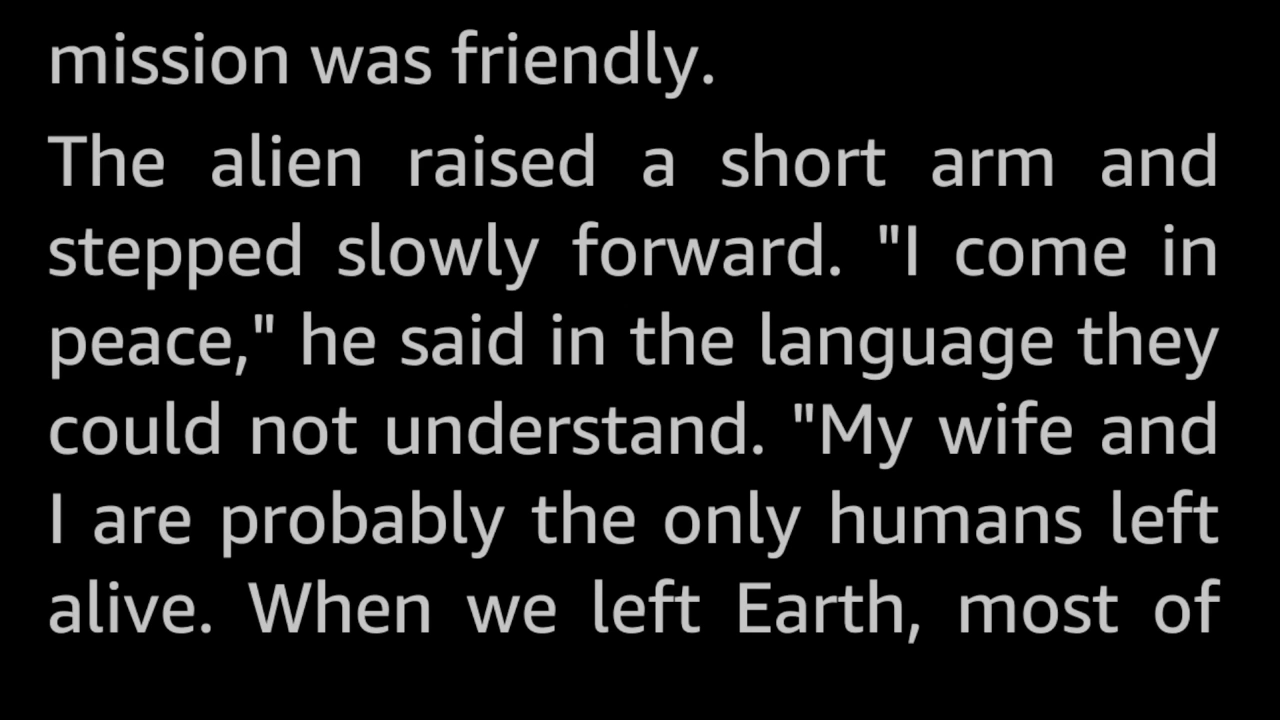 mission was friendly.
The alien raised a short arm and
stepped slowly forward. "I come in
peace," he said in the language they
could not understand. "My wife and
I are probably the only humans left
alive. When we left Earth, most of